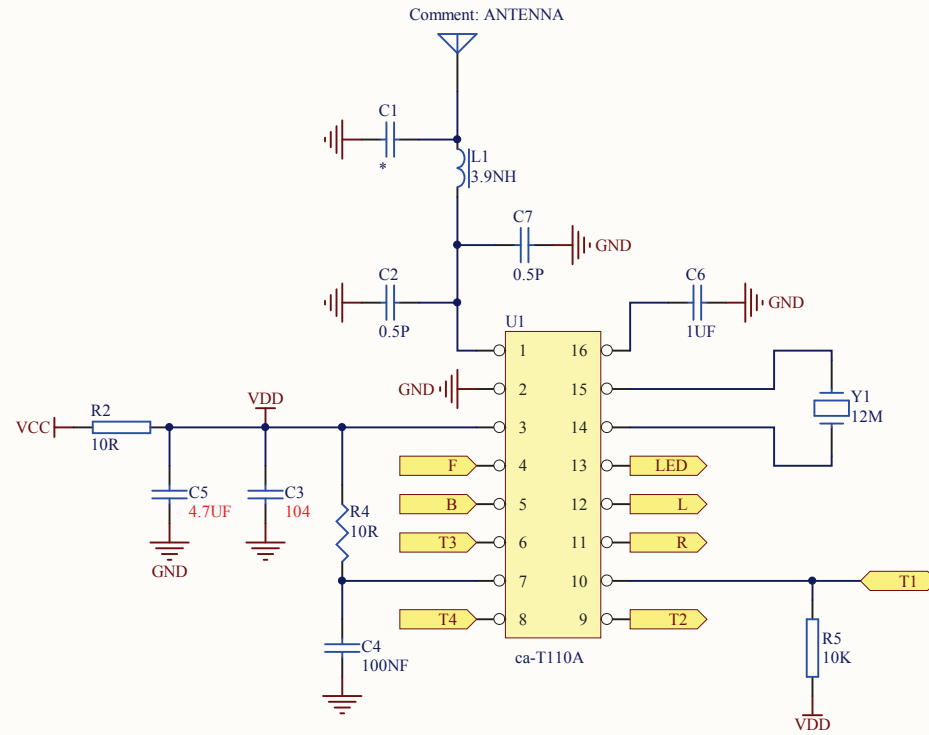 Comment: ANTENNA
C1
*
L1
3.9NH
C7
GND
0.5P
C2
0.5P
C6
GND
1UF
U1
1 16
GND 2 15
Y1
12M
VDD
R2
VCC
10R
3 14
F 4 13 LED
C5
4.7UF
C3
104
R4
10R
B 5 12 L
T3 6 11 R
GND
7 10 T1
T4 8 9 T2
C4
100NF
ca-T110A
R5
10K
VDD